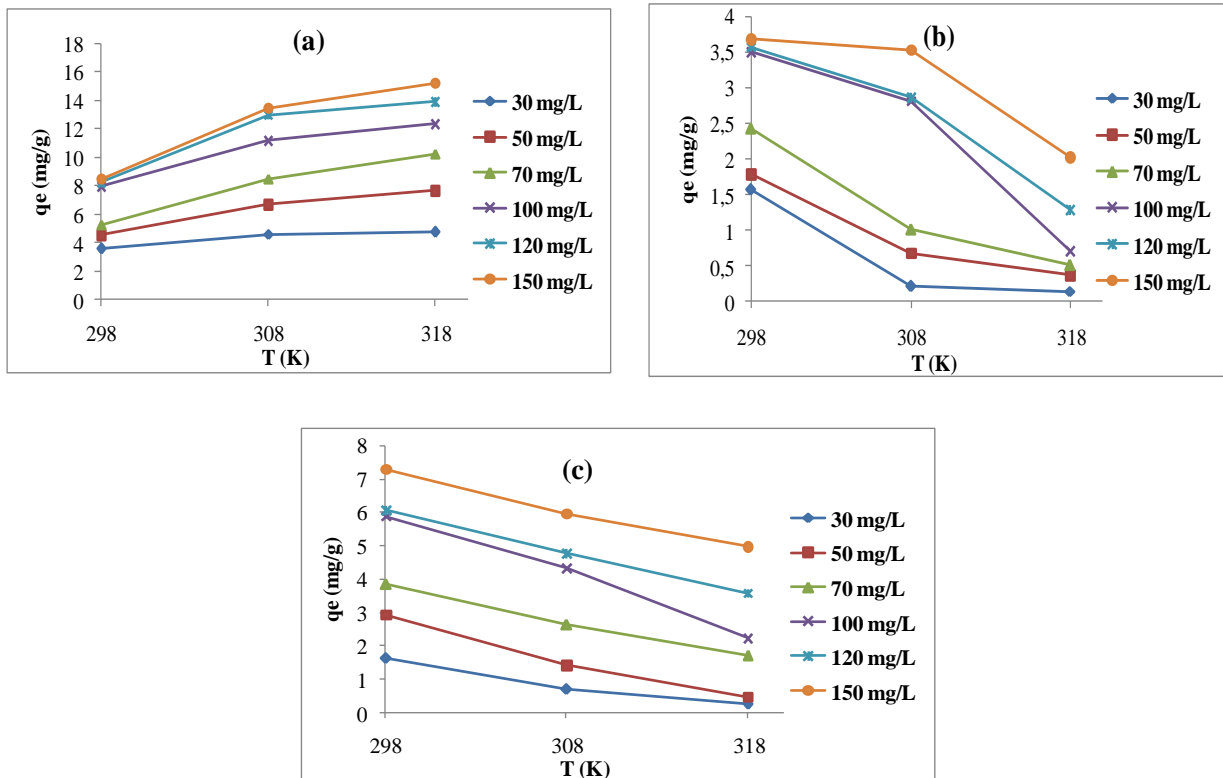 (a)
qe (mg/g)
18
16
14
12
10
8
6
4
2
0
298
308
318
T (K)
30 mg/L
50 mg/L
70 mg/L
100 mg/L
120 mg/L
150 mg/L
(b)
qe (mg/g)
4
3,5
3
2,5
2
1,5
1
0,5
0
298
308
318
T (K)
30 mg/L
50 mg/L
70 mg/L
100 mg/L
120 mg/L
150 mg/L
(c)
qe (mg/g)
8
7
6
5
4
3
2
1
0
298
308
318
T (K)
30 mg/L
50 mg/L
70 mg/L
100 mg/L
120 mg/L
150 mg/L